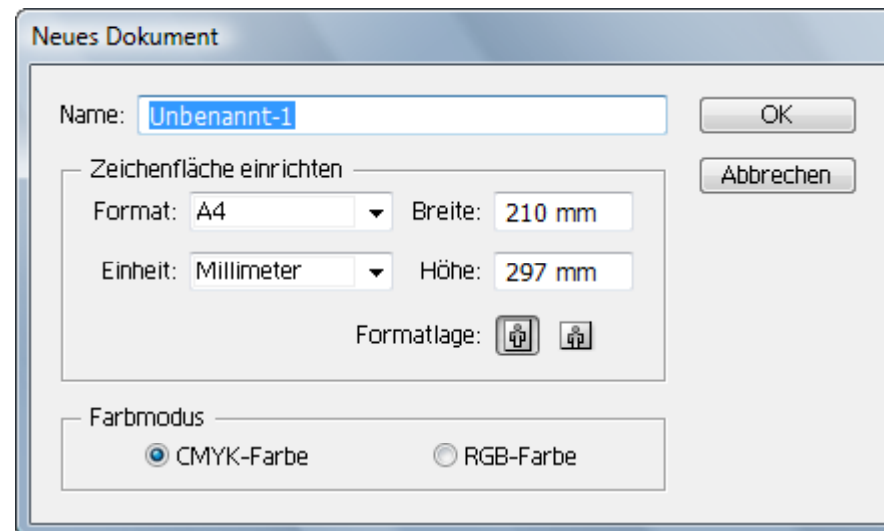 Neues Dokument
Name: Unbenannt-1
OK
Abbrechen
Zeichenfläche einrichten
Format: A4 Breite: 210 mm
Einheit: Millimeter Höhe: 297 mm
Formatlage:
Farbmodus
CMYK-Farbe RGB-Farbe